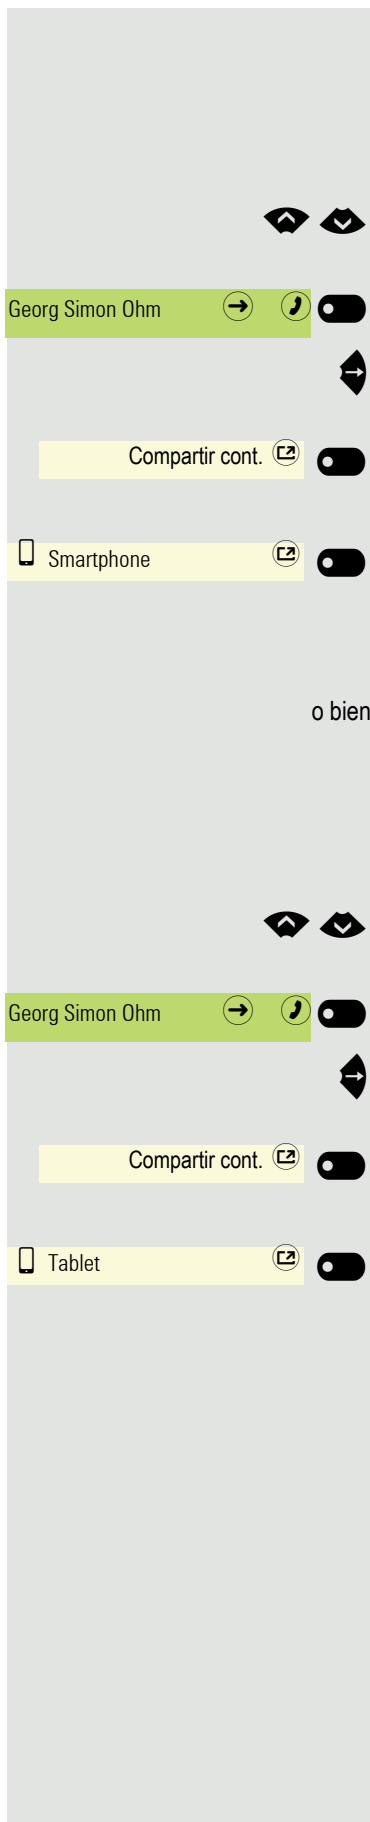 Georg Simon Ohm
Compartir cont.
Smartphone
o bien
Georg Simon Ohm
Compartir cont.
Tablet